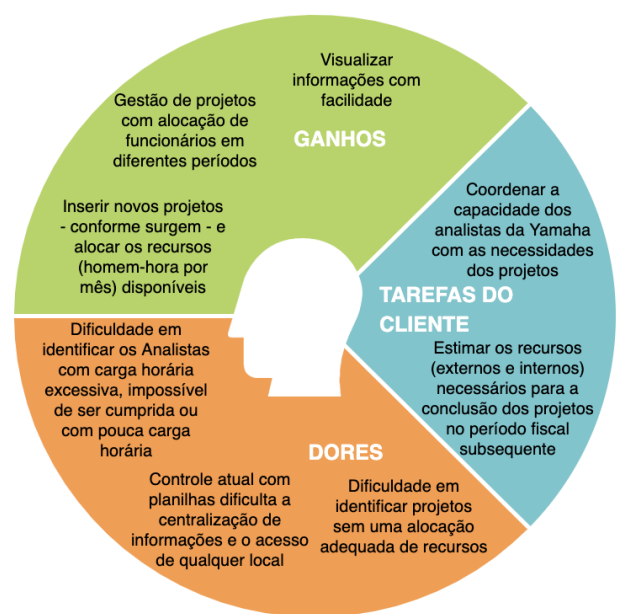 Visualizar
informações com
facilidade
Gestão de projetos
com alocação de
funcionários em
diferentes períodos
GANHOS
Inserir novos projetos
- conforme surgem - e
alocar os recursos
(homem-hora por
mês) disponíveis
Coordenar a
capacidade dos
analistas da Yamaha
com as necessidades
dos projetos
TAREFAS DO
CLIENTE
Estimar os recursos
(externos e internos)
necessários para a
conclusão dos projetos
no período fiscal
subsequente
Dificuldade em
identificar os Analistas
com carga horária
excessiva, impossível
de ser cumprida ou
com pouca carga
horária
DORES
Controle atual com
planilhas dificulta a
centralização de
informações e o acesso
de qualquer local
Dificuldade em
identificar projetos
sem uma alocação
adequada de recursos